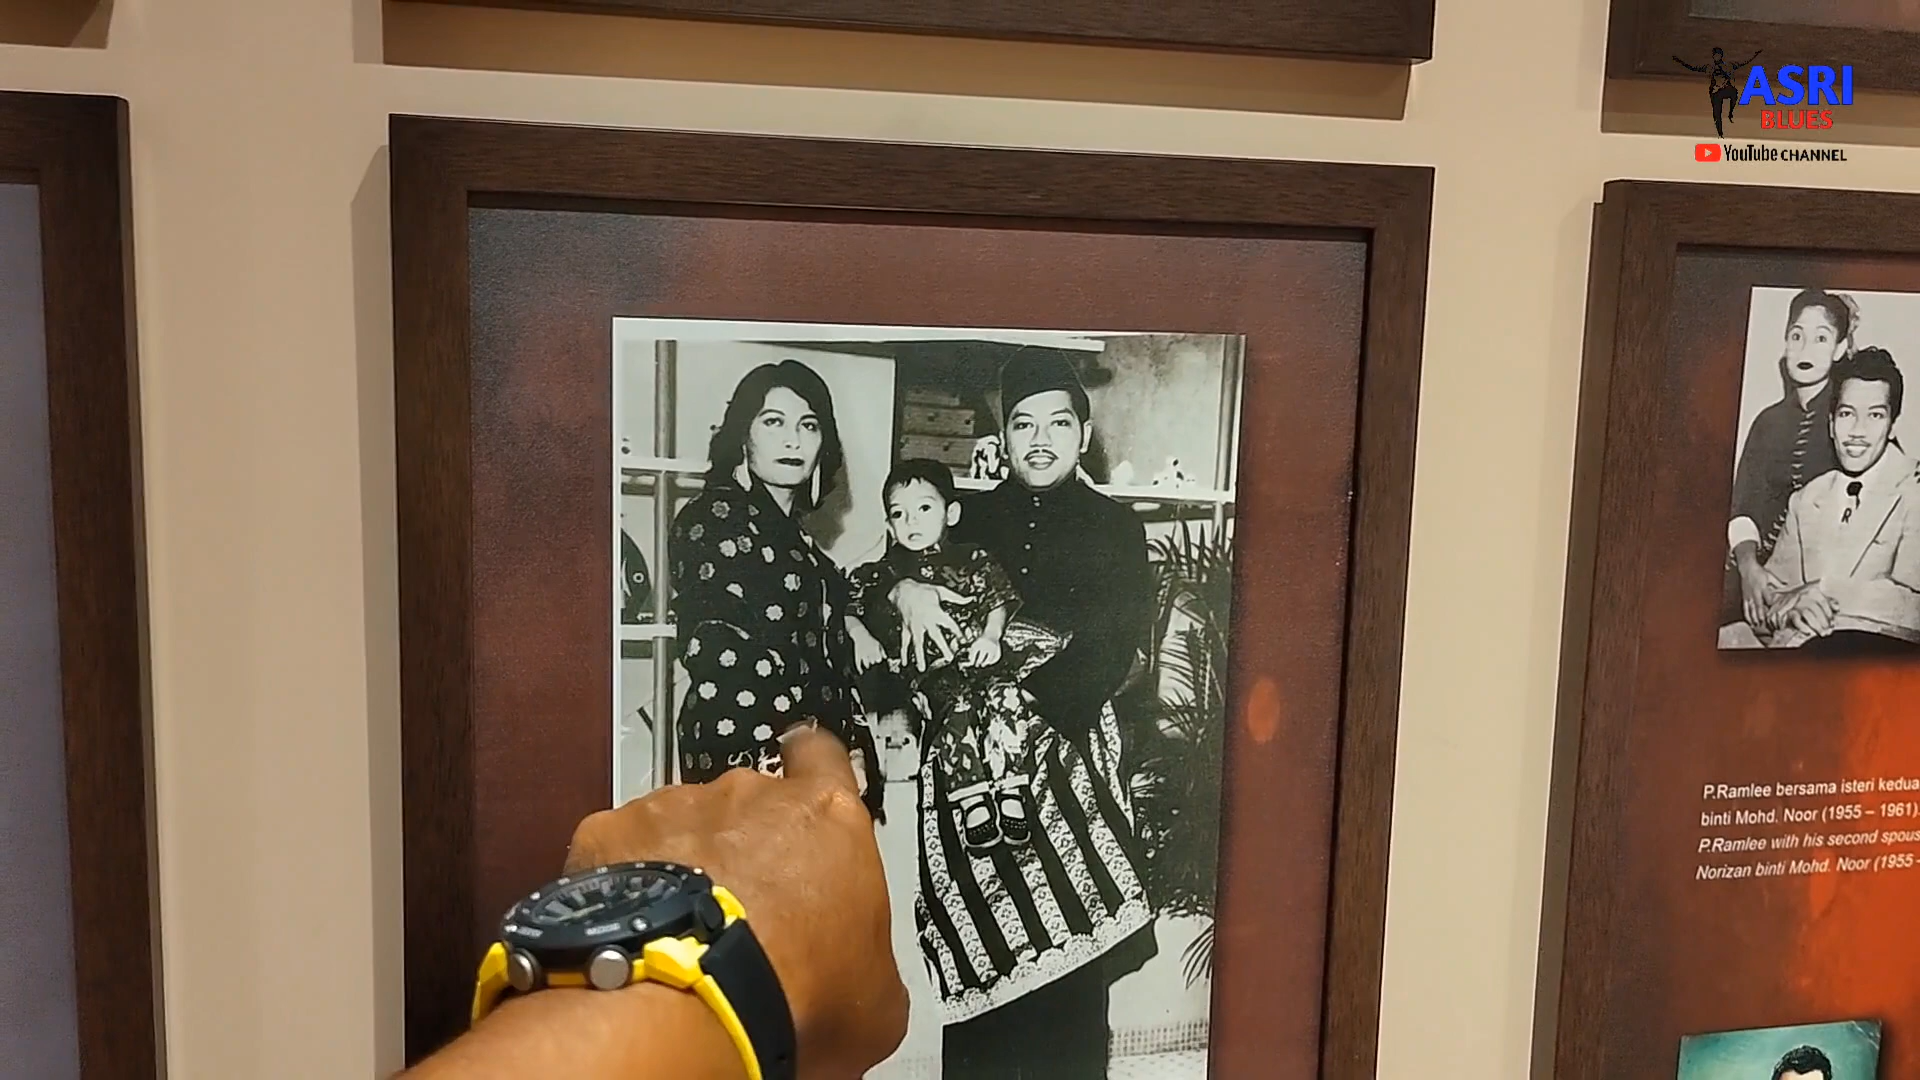 ASRI
BLUES
YouTube CHANNEL
P.Ramlee bersama isteri kedua
binti Mohd. Noor (1955 – 1961).
P.Ramlee with his second spous
Norizan binti Mohd. Noor (1955 -